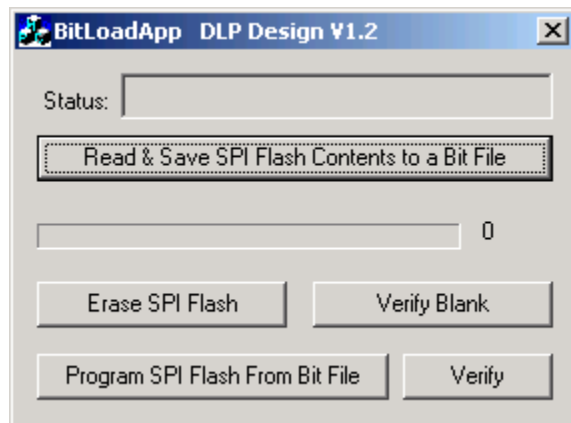 BitLoadApp DLP Design V1.2
Status:
Read & Save SPI Flash Contents to a Bit File
0
Erase SPI Flash Verify Blank
Program SPI Flash From Bit File Verify